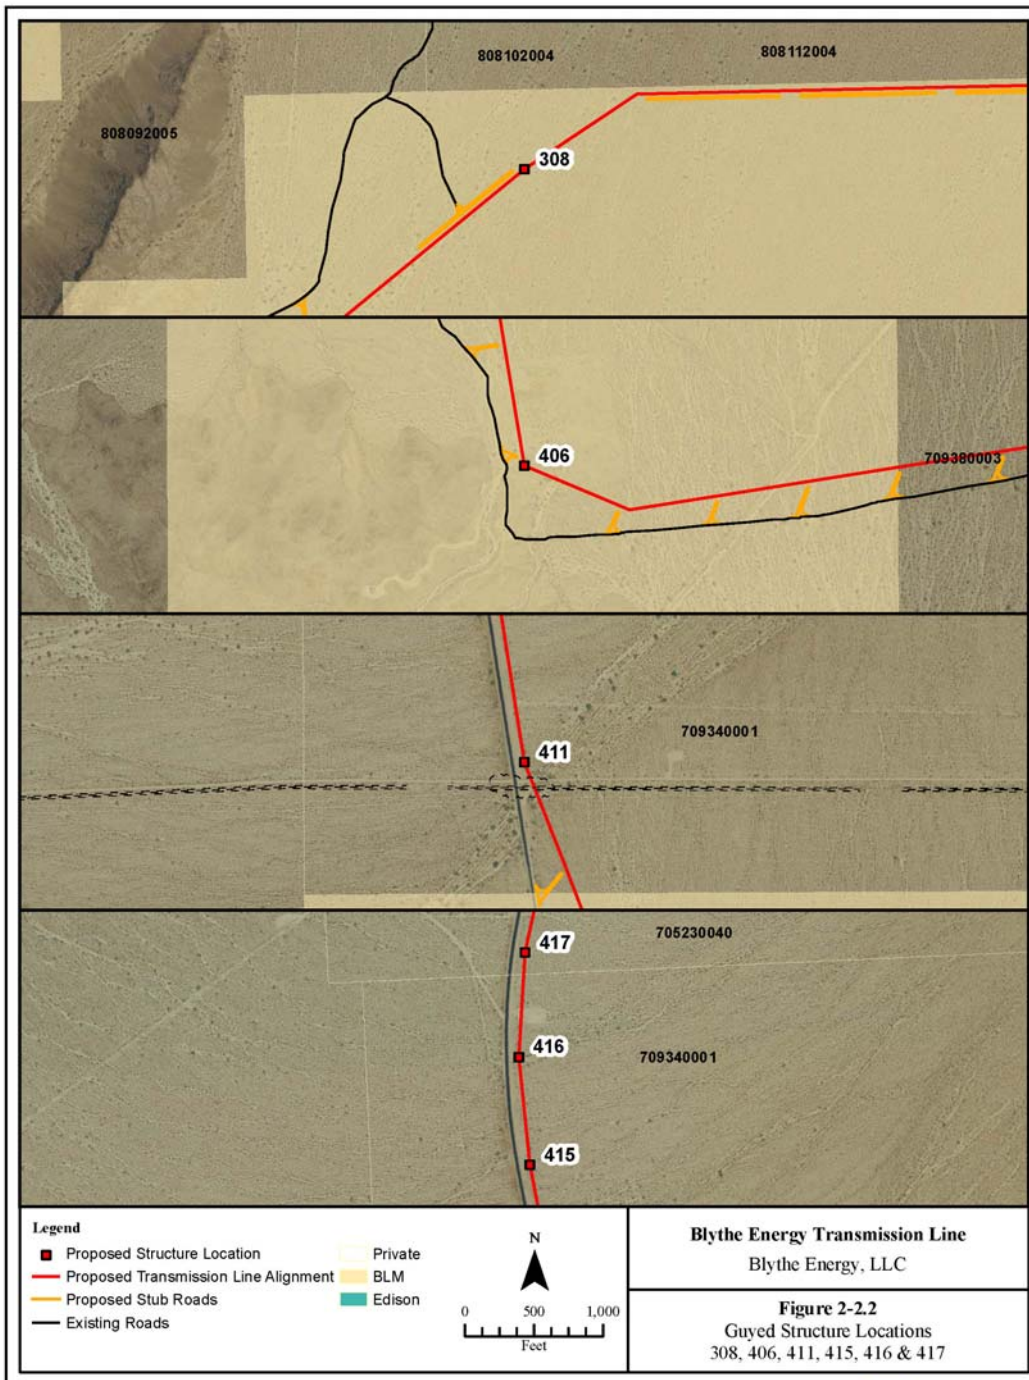 808102004
808112004
808092005
308
406
709380003
709340001
411
417
705230040
416
709340001
415
Legend
Proposed Structure Location
Proposed Transmission Line Alignment
Proposed Stub Roads
Existing Roads
Private
BLM
Edison
N
0 500 1,000
Feet
Blythe Energy Transmission Line
Blythe Energy, LLC
Figure 2-2.2
Guyed Structure Locations
308, 406, 411, 415, 416 & 417